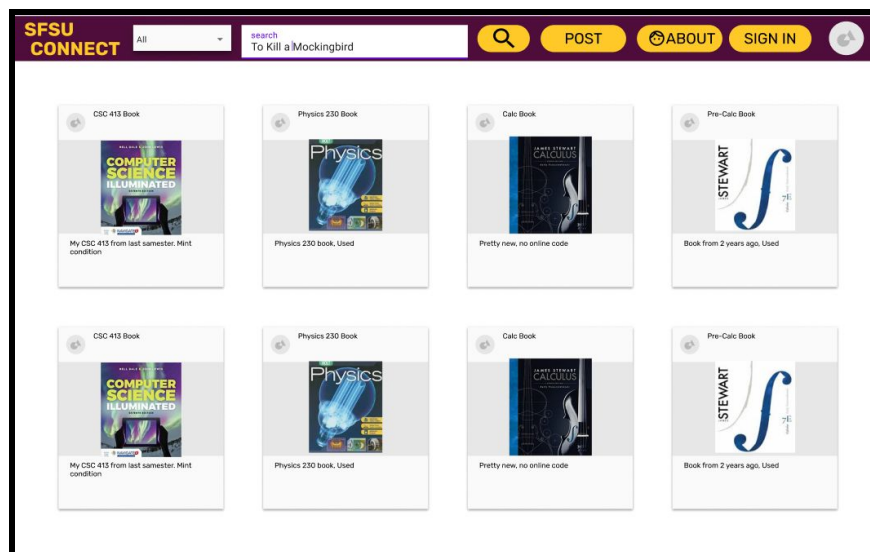 SFSU
CONNECT
All
search
To Kill a Mockingbird
POST
ABOUT
SIGN IN
CSC 413 Book
Physics 230 Book
Calc Book
Pre-Calc Book
COMPUTER
SCIENCE
ILLUMINATED
Physics
JAMES STEWART
CALCULUS
STEWART
7E
My CSC 413 from last samester. Mint
condition
Physics 230 book, Used
Pretty new, no online code
Book from 2 years ago, Used
CSC 413 Book
Physics 230 Book
Calc Book
Pre-Calc Book
COMPUTER
SCIENCE
ILLUMINATED
Physics
JAMES STEWART
CALCULUS
STEWART
7E
My CSC 413 from last samester. Mint
condition
Physics 230 book, Used
Pretty new, no online code
Book from 2 years ago, Used